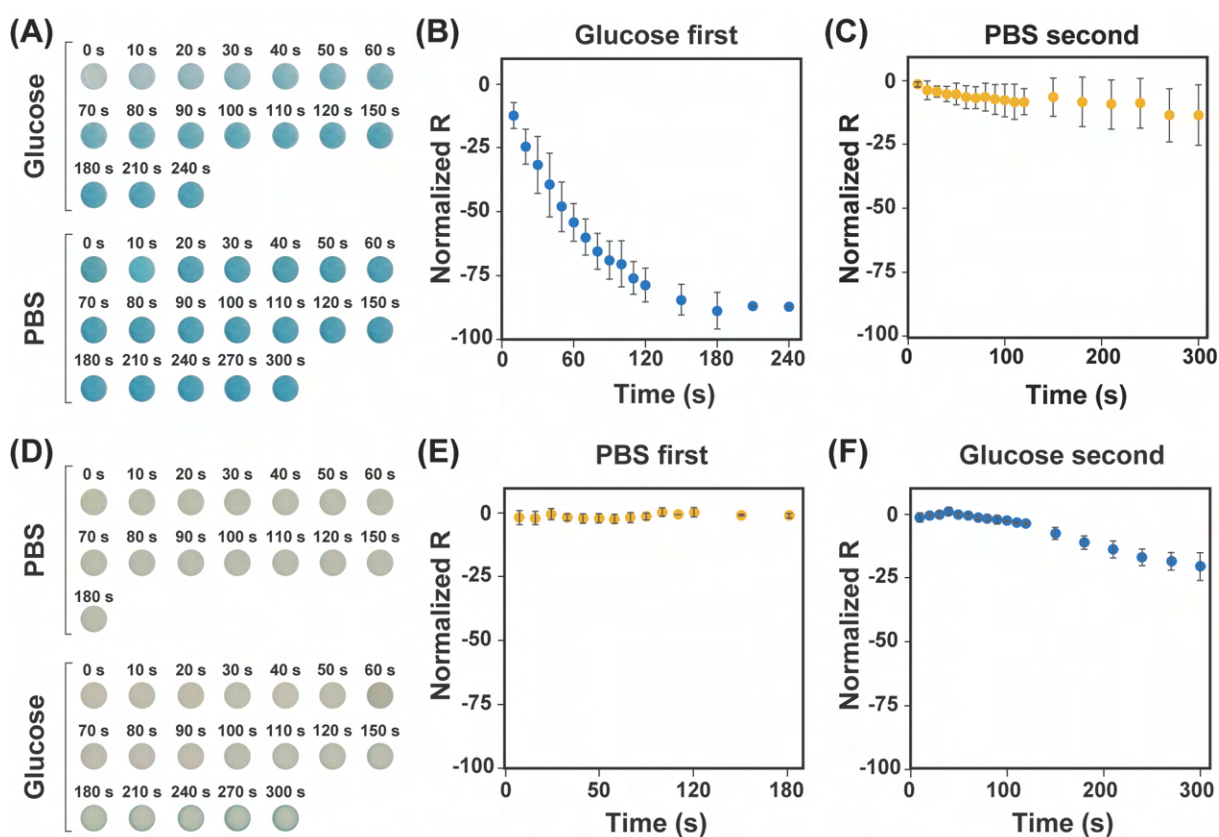 (A)
Glucose
0 s 10 s 20 s 30 s 40 s 50 s 60 s
70 s 80 s 90 s 100 s 110 s 120 s 150 s
180 s 210 s 240 s
PBS
0 s 10 s 20 s 30 s 40 s 50 s 60 s
70 s 80 s 90 s 100 s 110 s 120 s 150 s
180 s 210 s 240 s 270 s 300 s
(B)
Glucose first
Normalized R
0
-25
-50
-75
-100
0 60 120 180 240
Time (s)
(C)
PBS second
Normalized R
0
-25
-50
-75
-100
0 100 200 300
Time (s)
(D)
PBS
0 s 10 s 20 s 30 s 40 s 50 s 60 s
70 s 80 s 90 s 100 s 110 s 120 s 150 s
180 s
Glucose
0 s 10 s 20 s 30 s 40 s 50 s 60 s
70 s 80 s 90 s 100 s 110 s 120 s 150 s
180 s 210 s 240 s 270 s 300 s
(E)
PBS first
Normalized R
0
-25
-50
-75
-100
0 60 120 180
Time (s)
(F)
Glucose second
Normalized R
0
-25
-50
-75
-100
0 100 200 300
Time (s)